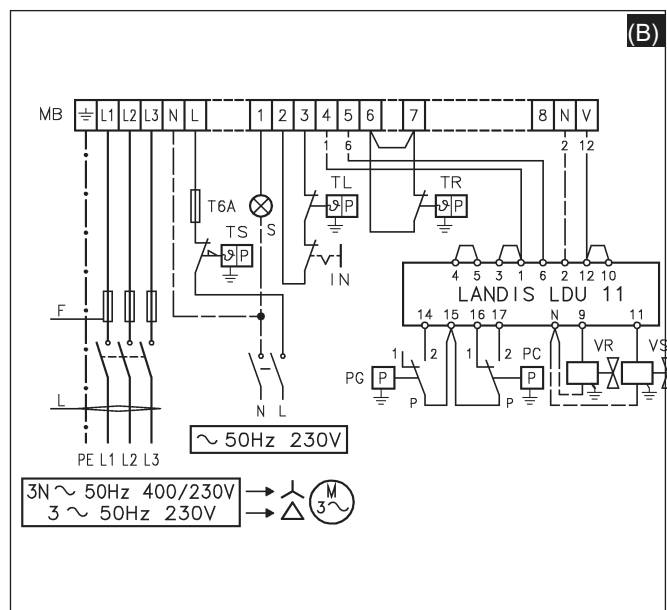 (B)
MB L1 L2 L3 N L 1 2 3 4 5 6 7 8 N V
1 6 2 12
T6A S TL ϑ P TR ϑ P
TS ϑ P
IN
4 5 3 1 6 2 12 10
LANDIS LDU 11
14 15 16 17 N 9 11
F
1 2 1 2 VR VS
PG P PC P
P P
L
N L
∼ 50Hz 230V
PE L1 L2 L3
3N ∼ 50Hz 400/230V
3 ∼ 50Hz 230V
M
3∼